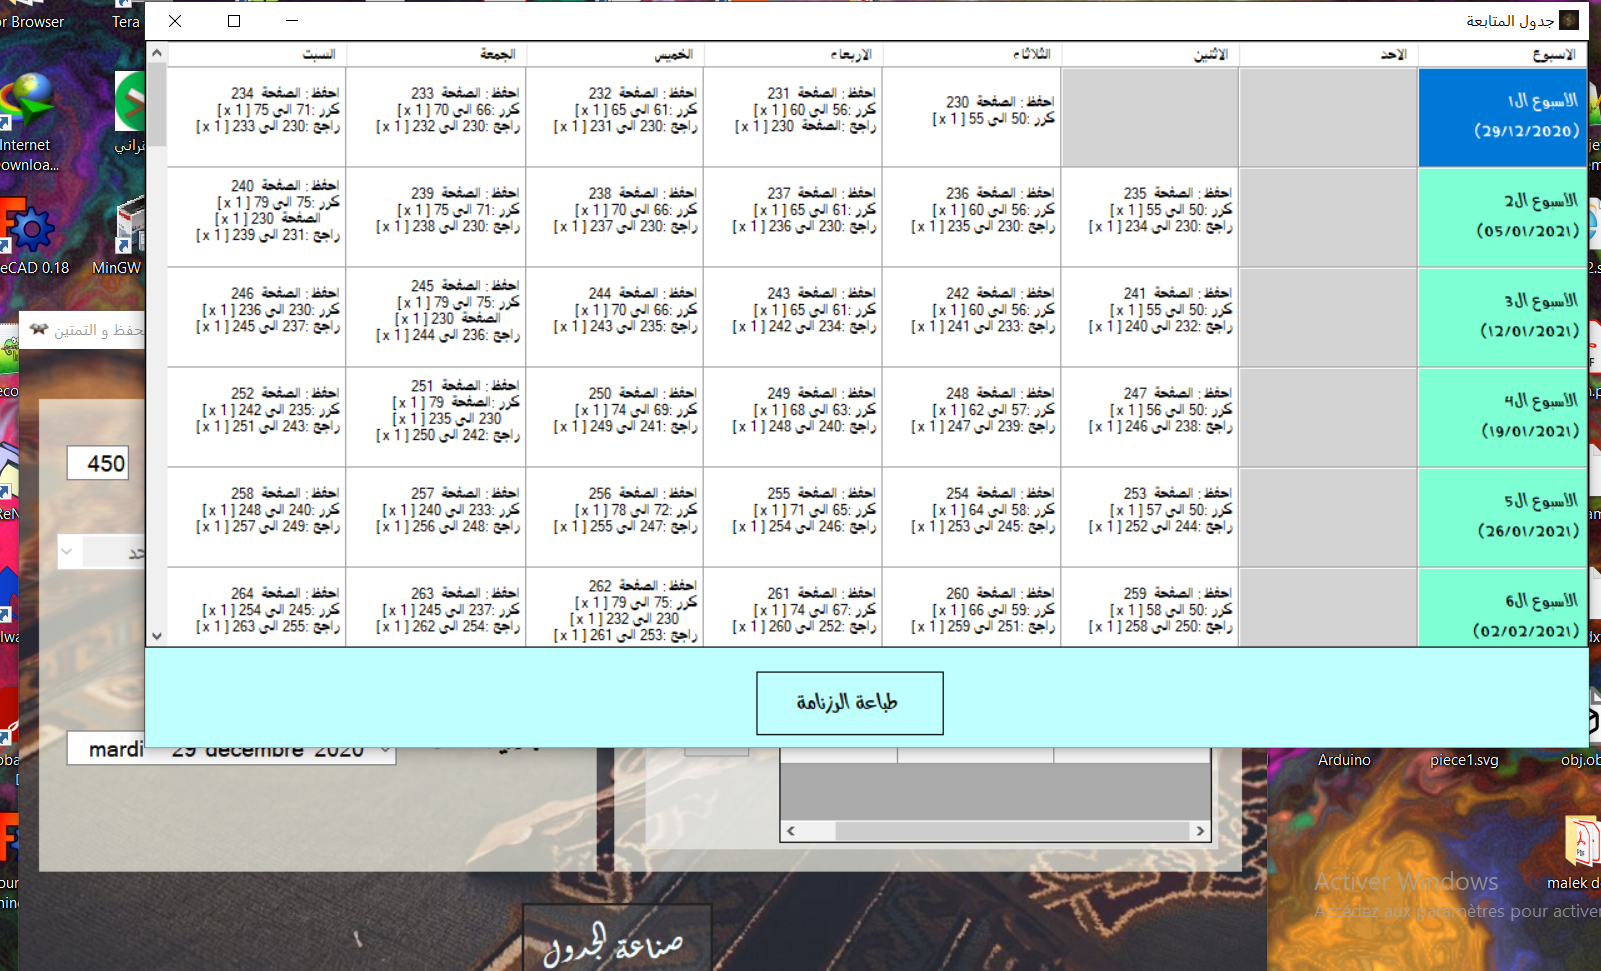 جدول المتابعة
الاسبوع الاحد الاثنين الثلاثاء الاربعاء الخميس الجمعة السبت
الأسبوع ال1
(29/12/2020)
احفظ : الصفحة 230
كرر :50 الى 55 [ 1 x ]
احفظ : الصفحة 231
كرر :56 الى 60 [ 1 x ]
راجع :الصفحة 230 [ 1 x ]
احفظ : الصفحة 232
كرر :61 الى 65 [ 1 x ]
راجع :230 الى 231 [ 1 x ]
احفظ : الصفحة 233
كرر :66 الى 70 [ 1 x ]
راجع :230 الى 232 [ 1 x ]
احفظ : الصفحة 234
كرر :71 الى 75 [ 1 x ]
راجع :230 الى 233 [ 1 x ]
الأسبوع ال2
(05/01/2021)
احفظ : الصفحة 235
كرر :50 الى 55 [ 1 x ]
راجع :230 الى 234 [ 1 x ]
احفظ : الصفحة 236
كرر :56 الى 60 [ 1 x ]
راجع :230 الى 235 [ 1 x ]
احفظ : الصفحة 237
كرر :61 الى 65 [ 1 x ]
راجع :230 الى 236 [ 1 x ]
احفظ : الصفحة 238
كرر :66 الى 70 [ 1 x ]
راجع :230 الى 237 [ 1 x ]
احفظ : الصفحة 239
كرر :71 الى 75 [ 1 x ]
راجع :230 الى 238 [ 1 x ]
احفظ : الصفحة 240
كرر :75 الى 79 [ 1 x ]
الصفحة 230 [ 1 x ]
راجع :231 الى 239 [ 1 x ]
الأسبوع ال3
(12/01/2021)
احفظ : الصفحة 241
كرر :50 الى 55 [ 1 x ]
راجع :232 الى 240 [ 1 x ]
احفظ : الصفحة 242
كرر :56 الى 60 [ 1 x ]
راجع :233 الى 241 [ 1 x ]
احفظ : الصفحة 243
كرر :61 الى 65 [ 1 x ]
راجع :234 الى 242 [ 1 x ]
احفظ : الصفحة 244
كرر :66 الى 70 [ 1 x ]
راجع :235 الى 243 [ 1 x ]
احفظ : الصفحة 245
كرر :75 الى 79 [ 1 x ]
الصفحة 230 [ 1 x ]
راجع :236 الى 244 [ 1 x ]
احفظ : الصفحة 246
كرر :230 الى 236 [ 1 x ]
راجع :237 الى 245 [ 1 x ]
الأسبوع ال4
(19/01/2021)
احفظ : الصفحة 247
كرر :50 الى 56 [ 1 x ]
راجع :238 الى 246 [ 1 x ]
احفظ : الصفحة 248
كرر :57 الى 62 [ 1 x ]
راجع :239 الى 247 [ 1 x ]
احفظ : الصفحة 249
كرر :63 الى 68 [ 1 x ]
راجع :240 الى 248 [ 1 x ]
احفظ : الصفحة 250
كرر :69 الى 74 [ 1 x ]
راجع :241 الى 249 [ 1 x ]
احفظ : الصفحة 251
كرر :الصفحة 79 [ 1 x ]
230 الى 235 [ 1 x ]
راجع :242 الى 250 [ 1 x ]
احفظ : الصفحة 252
كرر :235 الى 242 [ 1 x ]
راجع :243 الى 251 [ 1 x ]
الأسبوع ال5
(26/01/2021)
احفظ : الصفحة 253
كرر :50 الى 57 [ 1 x ]
راجع :244 الى 252 [ 1 x ]
احفظ : الصفحة 254
كرر :58 الى 64 [ 1 x ]
راجع :245 الى 253 [ 1 x ]
احفظ : الصفحة 255
كرر :65 الى 71 [ 1 x ]
راجع :246 الى 254 [ 1 x ]
احفظ : الصفحة 256
كرر :72 الى 78 [ 1 x ]
راجع :247 الى 255 [ 1 x ]
احفظ : الصفحة 257
كرر :233 الى 240 [ 1 x ]
راجع :248 الى 256 [ 1 x ]
احفظ : الصفحة 258
كرر :240 الى 248 [ 1 x ]
راجع :249 الى 257 [ 1 x ]
الأسبوع ال6
(02/02/2021)
احفظ : الصفحة 259
كرر :50 الى 58 [ 1 x ]
راجع :250 الى 258 [ 1 x ]
احفظ : الصفحة 260
كرر :59 الى 66 [ 1 x ]
راجع :251 الى 259 [ 1 x ]
احفظ : الصفحة 261
كرر :67 الى 74 [ 1 x ]
راجع :252 الى 260 [ 1 x ]
احفظ : الصفحة 262
كرر :75 الى 79 [ 1 x ]
230 الى 232 [ 1 x ]
راجع :253 الى 261 [ 1 x ]
احفظ : الصفحة 263
كرر :237 الى 245 [ 1 x ]
راجع :254 الى 262 [ 1 x ]
احفظ : الصفحة 264
كرر :245 الى 254 [ 1 x ]
راجع :255 الى 263 [ 1 x ]
طباعة الرزنامة
or Browser
Tera
Internet
ownloa...
eCAD 0.18
MinGW
حفظ و التمتين
450
mardi 29 décembre 2020
صناعة الجدول
Arduino
piece1.svg
obj.ob
malek d
Activer Windows
Accédez aux paramètres pour activer